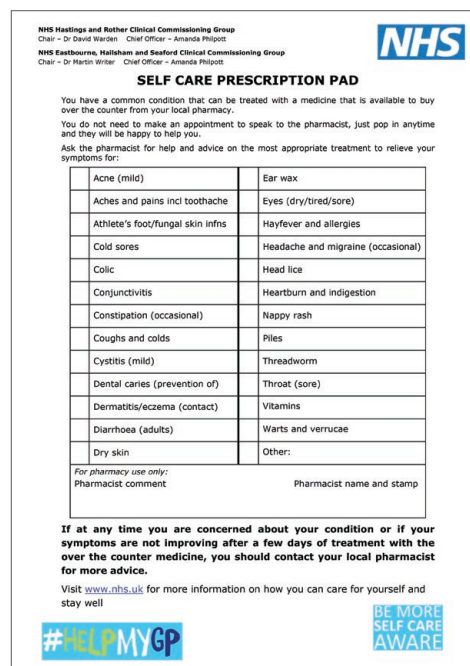 NHS Hastings and Rother Clinical Commissioning Group
Chair – Dr David Warden Chief Officer – Amanda Philpott
NHS Eastbourne, Hailsham and Seaford Clinical Commissioning Group
Chair – Dr Martin Writer Chief Officer – Amanda Philpott
NHS
SELF CARE PRESCRIPTION PAD
You have a common condition that can be treated with a medicine that is available to buy
over the counter from your local pharmacy.
You do not need to make an appointment to speak to the pharmacist, just pop in anytime
and they will be happy to help you.
Ask the pharmacist for help and advice on the most appropriate treatment to relieve your
symptoms for:
Acne (mild) Ear wax
Aches and pains incl toothache Eyes (dry/tired/sore)
Athlete's foot/fungal skin infns Hayfever and allergies
Cold sores Headache and migraine (occasional)
Colic Head lice
Conjunctivitis Heartburn and indigestion
Constipation (occasional) Nappy rash
Coughs and colds Piles
Cystitis (mild) Threadworm
Dental caries (prevention of) Throat (sore)
Dermatitis/eczema (contact) Vitamins
Diarrhoea (adults) Warts and verrucae
Dry skin Other:
For pharmacy use only:
Pharmacist comment Pharmacist name and stamp
If at any time you are concerned about your condition or if your
symptoms are not improving after a few days of treatment with the
over the counter medicine, you should contact your local pharmacist
for more advice.
Visit www.nhs.uk for more information on how you can care for yourself and
stay well
#HELPMYGP
BE MORE
SELF CARE
AWARE